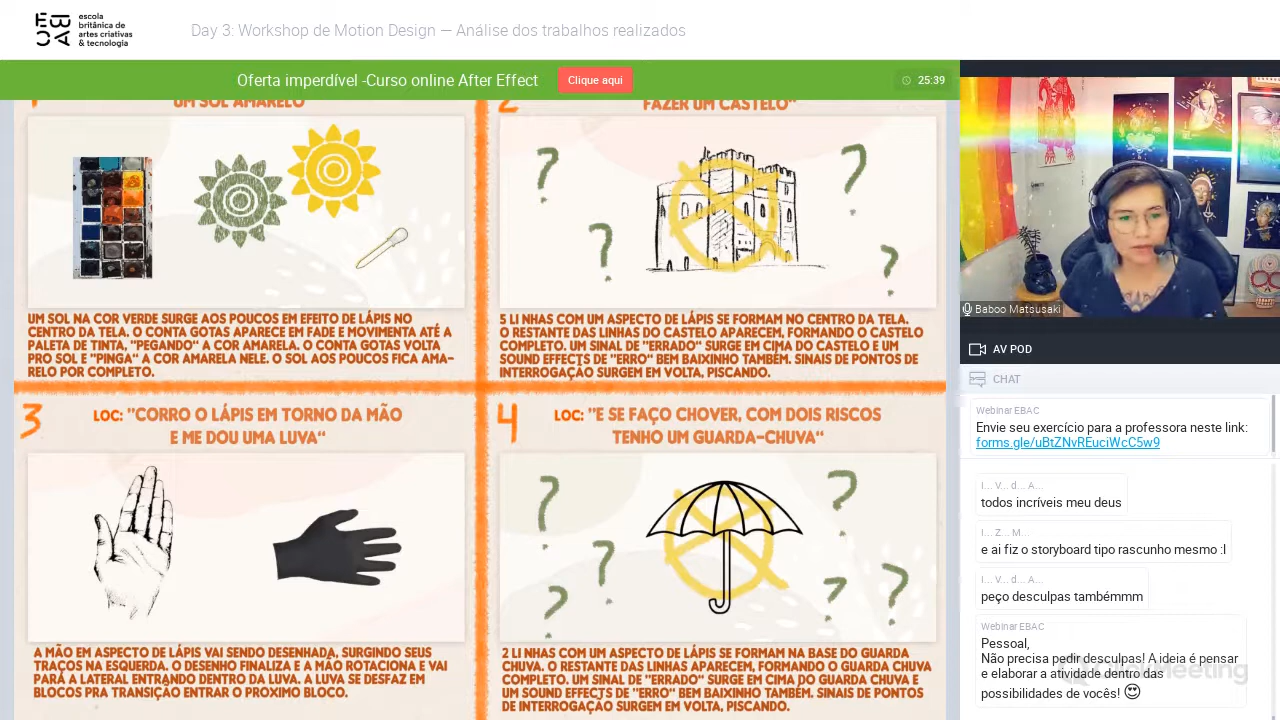 EBAC
escola
britânica de
artes criativas
& tecnologia
Day 3: Workshop de Motion Design — Análise dos trabalhos realizados
Oferta imperdível -Curso online After Effect
Clique aqui
25:39
1
UM SOL AMARELO
UM SOL NA COR VERDE SURGE AOS POUCOS EM EFEITO DE LÁPIS NO
CENTRO DA TELA. O CONTA GOTAS APARECE EM FADE E MOVIMENTA ATÉ A
PALETA DE TINTA, "PEGANDO" A COR AMARELA. O CONTA GOTAS VOLTA
PRO SOL E "PINGA" A COR AMARELA NELE. O SOL AOS POUCOS FICA AMA-
RELO POR COMPLETO.
2
FAZER UM CASTELO"
? ? ? ?
5 LI NHAS COM UM ASPECTO DE LÁPIS SE FORMAM NO CENTRO DA TELA.
O RESTANTE DAS LINHAS DO CASTELO APARECEM, FORMANDO O CASTELO
COMPLETO. UM SINAL DE "ERRADO" SURGE EM CIMA DO CASTELO E UM
SOUND EFFECTS DE "ERRO" BEM BAIXINHO TAMBÉM. SINAIS DE PONTOS DE
INTERROGAÇÃO SURGEM EM VOLTA, PISCANDO.
3
LOC: "CORRO O LÁPIS EM TORNO DA MÃO
E ME DOU UMA LUVA"
A MÃO EM ASPECTO DE LÁPIS VAI SENDO DESENHADA, SURGINDO SEUS
TRAÇOS NA ESQUERDA. O DESENHO FINALIZA E A MÃO ROTACIONA E VAI
PARA A LATERAL ENTRANDO DENTRO DA LUVA. A LUVA SE DESFAZ EM
BLOCOS PRA TRANSIÇÃO ENTRAR O PROXIMO BLOCO.
4
LOC: "E SE FAÇO CHOVER, COM DOIS RISCOS
TENHO UM GUARDA-CHUVA"
? ? ? ? ? ?
2 LI NHAS COM UM ASPECTO DE LÁPIS SE FORMAM NA BASE DO GUARDA
CHUVA. O RESTANTE DAS LINHAS APARECEM, FORMANDO O GUARDA CHUVA
COMPLETO. UM SINAL DE "ERRADO" SURGE EM CIMA DO GUARDA CHUVA E
UM SOUND EFFECTS DE "ERRO" BEM BAIXINHO TAMBÉM. SINAIS DE PONTOS
DE INTERROGAÇÃO SURGEM EM VOLTA, PISCANDO.
Baboo Matsusaki
AV POD
CHAT
Webinar EBAC
Envie seu exercício para a professora neste link:
forms.gle/uBtZNvREuciWcC5w9
I... V... d... A...
todos incríveis meu deus
I... Z... M...
e ai fiz o storyboard tipo rascunho mesmo :l
I... V... d... A...
peço desculpas tambémmm
Webinar EBAC
Pessoal,
Não precisa pedir desculpas! A ideia é pensar
e elaborar a atividade dentro das
possibilidades de vocês! 😍